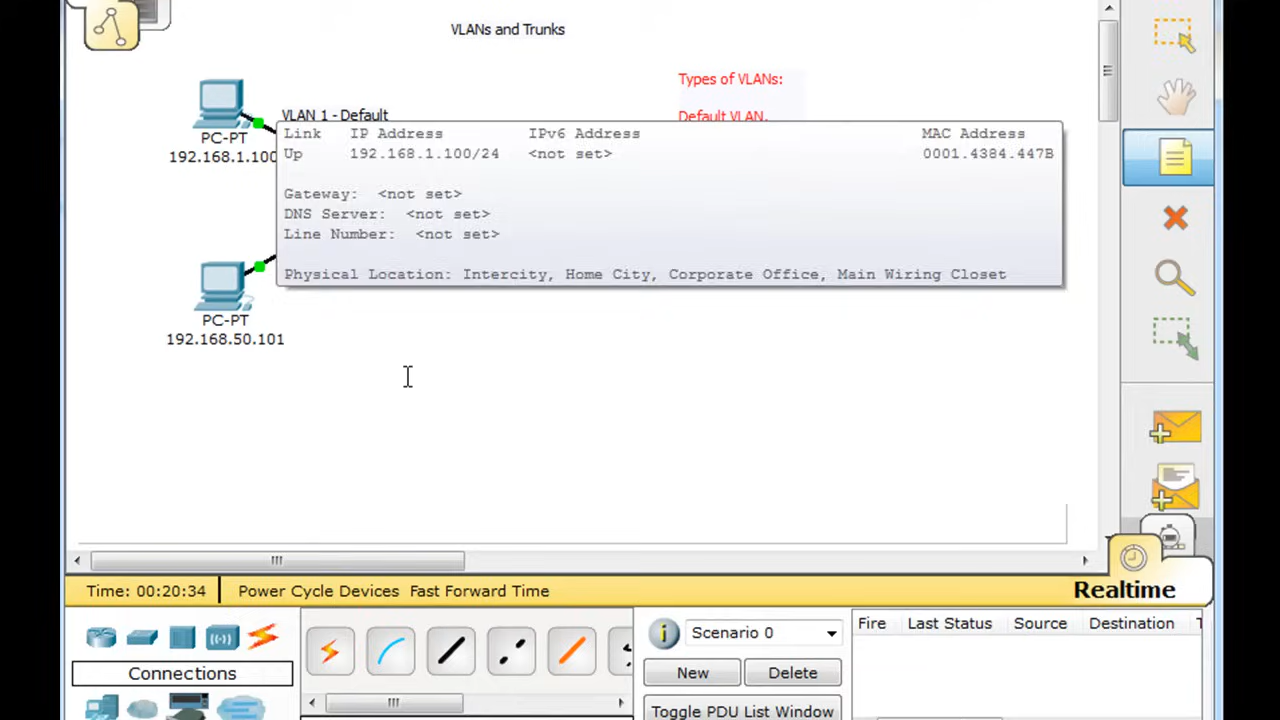 VLANs and Trunks
Types of VLANs:
VLAN 1 - Default
Default VLAN.
PC-PT
192.168.1.100
Link IP Address IPv6 Address MAC Address
Up 192.168.1.100/24 <not set> 0001.4384.447B
Gateway: <not set>
DNS Server: <not set>
Line Number: <not set>
Physical Location: Intercity, Home City, Corporate Office, Main Wiring Closet
PC-PT
192.168.50.101
Time: 00:20:34 Power Cycle Devices Fast Forward Time
Realtime
Connections
Scenario 0
New Delete
Toggle PDU List Window
Fire Last Status Source Destination